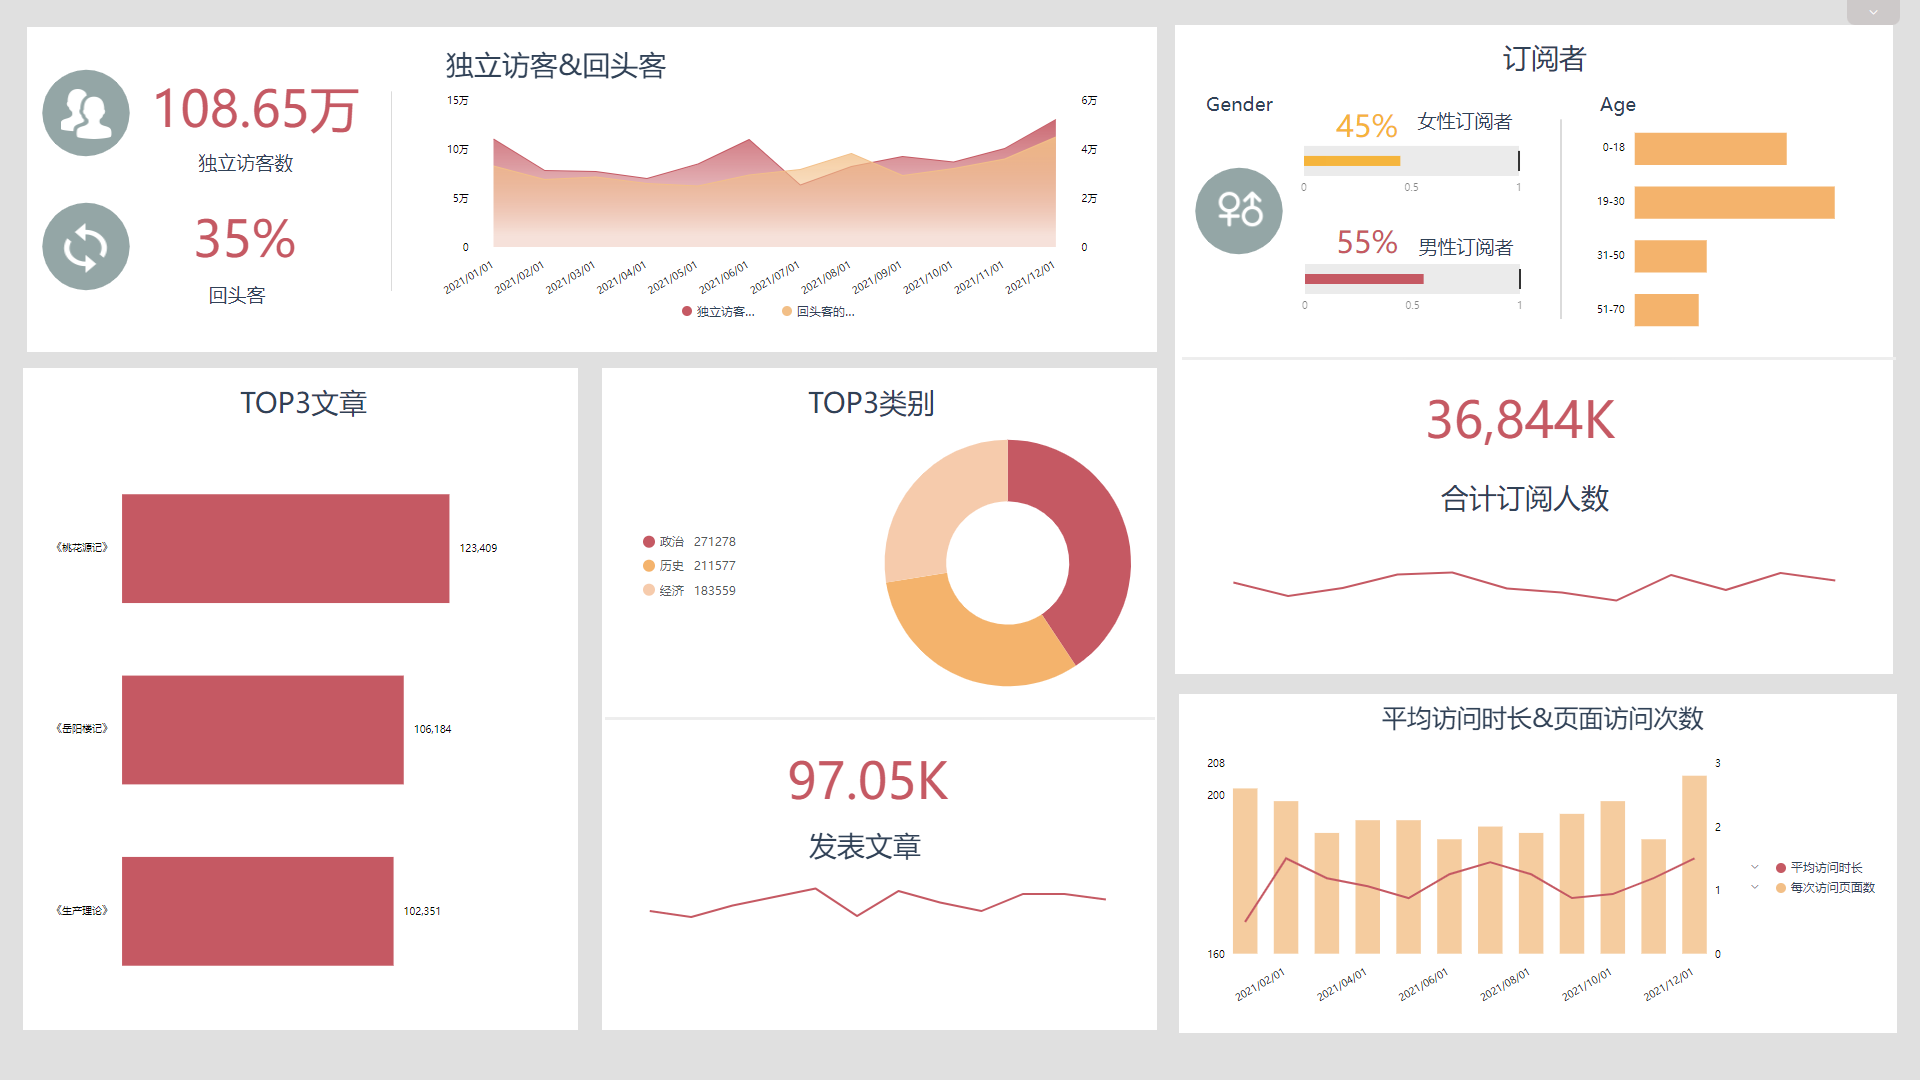 108.65万
独立访客数
35%
回头客
独立访客&回头客
15万
10万
5万
0
6万
4万
2万
0
2021/01/01
2021/02/01
2021/03/01
2021/04/01
2021/05/01
2021/06/01
2021/07/01
2021/08/01
2021/09/01
2021/10/01
2021/11/01
2021/12/01
独立访客...
回头客的...
订阅者
Gender
45%
女性订阅者
0
0.5
1
55%
男性订阅者
0
0.5
1
Age
0-18
19-30
31-50
51-70
36,844K
合计订阅人数
TOP3文章
《桃花源记》
123,409
《岳阳楼记》
106,184
《生产理论》
102,351
TOP3类别
政治 271278
历史 211577
经济 183559
97.05K
发表文章
平均访问时长&页面访问次数
208
200
160
3
2
1
0
2021/02/01
2021/04/01
2021/06/01
2021/08/01
2021/10/01
2021/12/01
平均访问时长
每次访问页面数